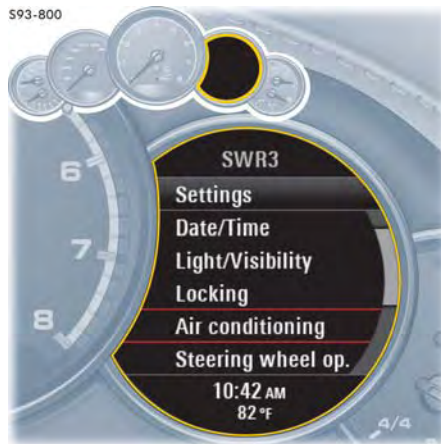 S93-800
6
7
8
SWR3
Settings
Date/Time
Light/Visibility
Locking
Air conditioning
Steering wheel op.
10:42 AM
82 °F
4/4